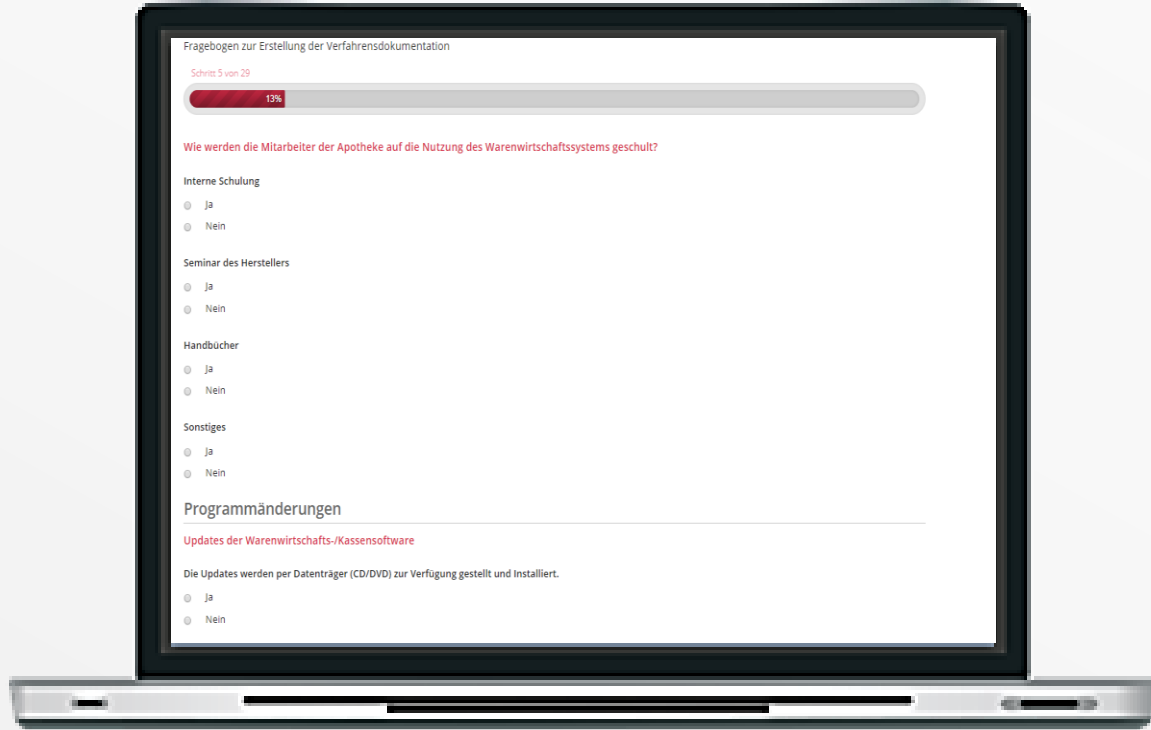 Fragebogen zur Erstellung der Verfahrensdokumentation
Schritt 5 von 29
13%
Wie werden die Mitarbeiter der Apotheke auf die Nutzung des Warenwirtschaftssystems geschult?
Interne Schulung
Ja
Nein
Seminar des Herstellers
Ja
Nein
Handbücher
Ja
Nein
Sonstiges
Ja
Nein
Programmänderungen
Updates der Warenwirtschafts-/Kassensoftware
Die Updates werden per Datenträger (CD/DVD) zur Verfügung gestellt und Installiert.
Ja
Nein